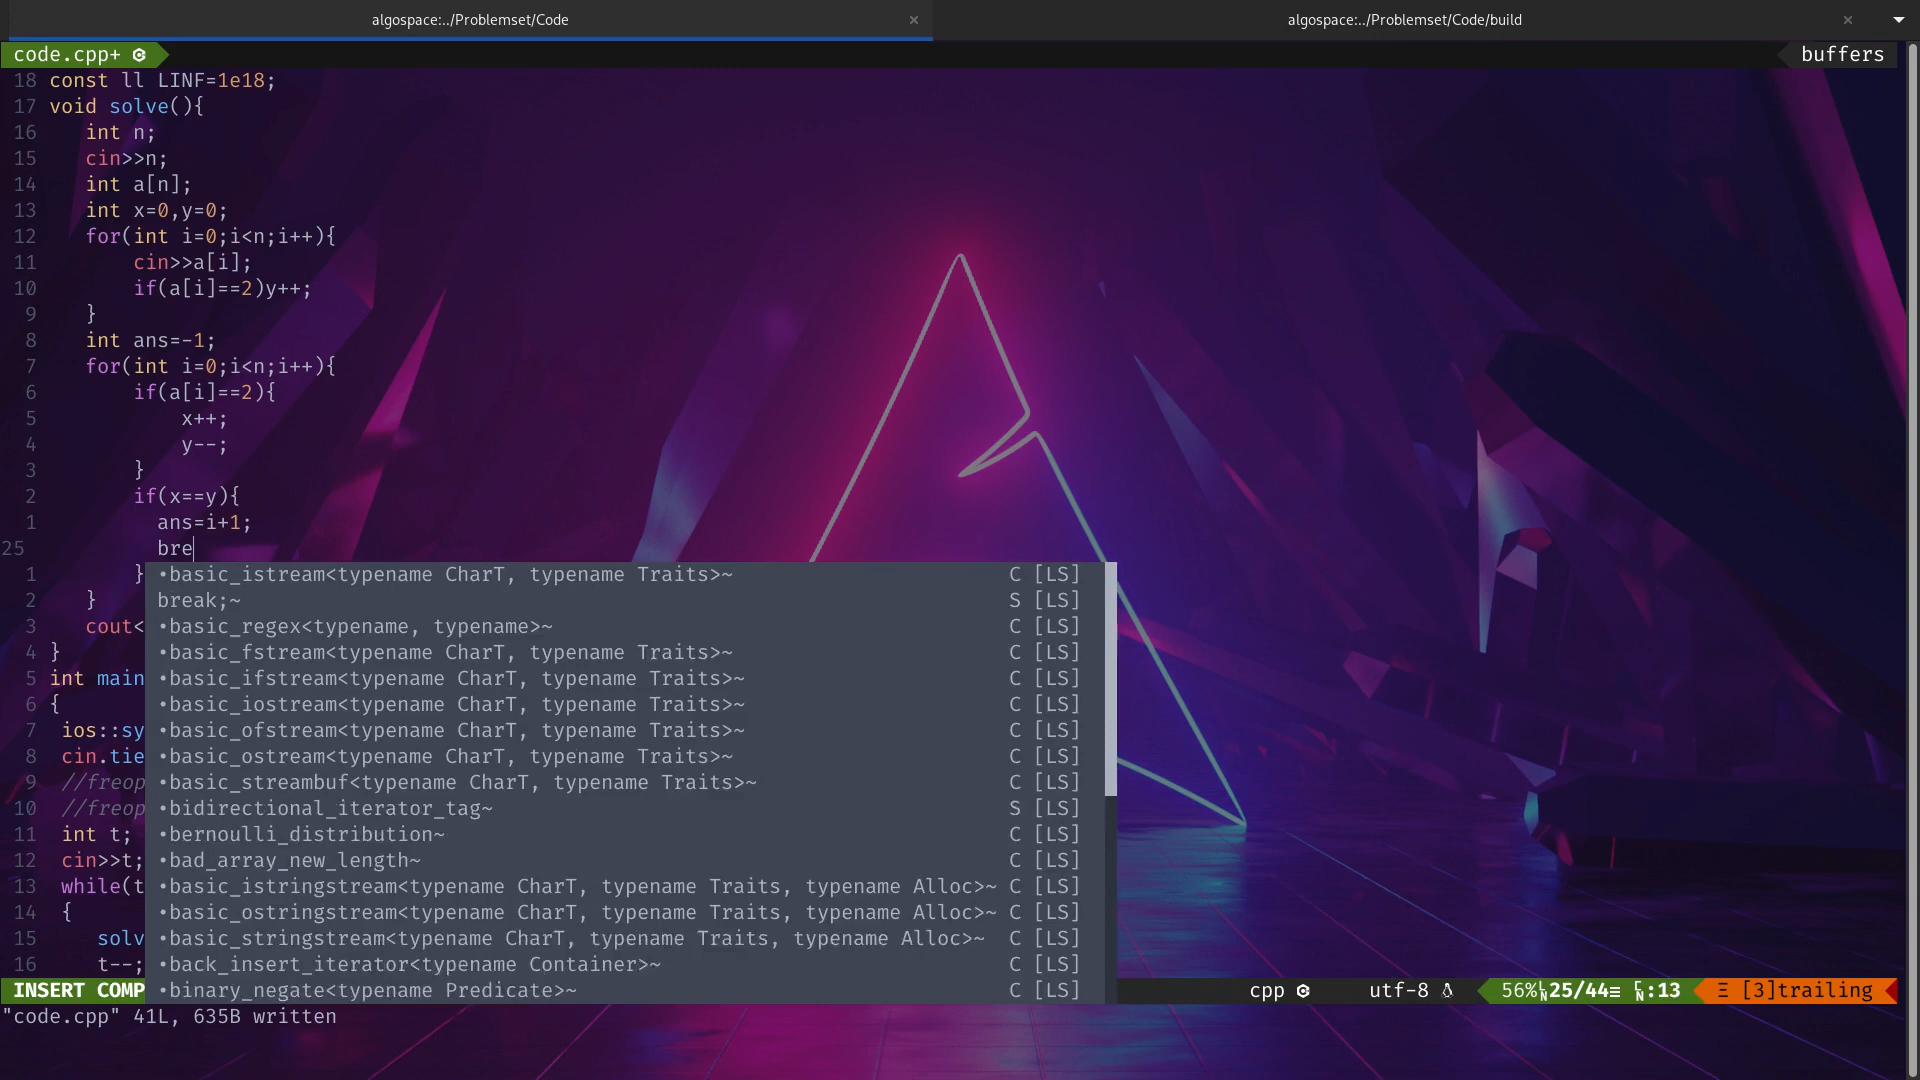 algospace:../Problemset/Code × algospace:../Problemset/Code/build ×
code.cpp+ buffers
18 const ll LINF=1e18;
17 void solve(){
16 int n;
15 cin>>n;
14 int a[n];
13 int x=0,y=0;
12 for(int i=0;i<n;i++){
11 cin>>a[i];
10 if(a[i]==2)y++;
9 }
8 int ans=-1;
7 for(int i=0;i<n;i++){
6 if(a[i]==2){
5 x++;
4 y--;
3 }
2 if(x==y){
1 ans=i+1;
25 bre
1 } •basic_istream<typename CharT, typename Traits>~ C [LS]
break;~ S [LS]
2 }
3 cout< •basic_regex<typename, typename>~ C [LS]
4 } •basic_fstream<typename CharT, typename Traits>~ C [LS]
5 int main •basic_ifstream<typename CharT, typename Traits>~ C [LS]
6 { •basic_iostream<typename CharT, typename Traits>~ C [LS]
7 ios::sy •basic_ofstream<typename CharT, typename Traits>~ C [LS]
8 cin.tie •basic_ostream<typename CharT, typename Traits>~ C [LS]
9 //freop •basic_streambuf<typename CharT, typename Traits>~ C [LS]
10 //freop •bidirectional_iterator_tag~ S [LS]
11 int t; •bernoulli_distribution~ C [LS]
12 cin>>t; •bad_array_new_length~ C [LS]
13 while(t •basic_istringstream<typename CharT, typename Traits, typename Alloc>~ C [LS]
14 { •basic_ostringstream<typename CharT, typename Traits, typename Alloc>~ C [LS]
15 solv •basic_stringstream<typename CharT, typename Traits, typename Alloc>~ C [LS]
16 t--; •back_insert_iterator<typename Container>~ C [LS]
INSERT COMP •binary_negate<typename Predicate>~ C [LS] cpp utf-8 56% 25/44≡ :13 Ξ [3]trailing
"code.cpp" 41L, 635B written